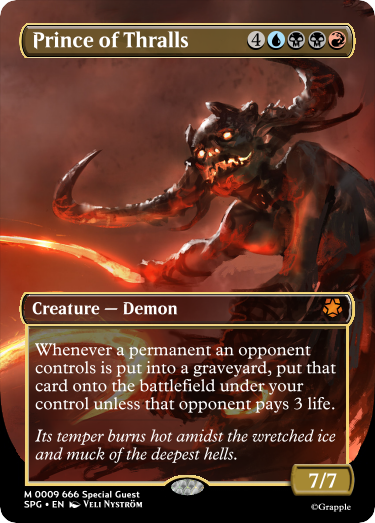 Prince of Thralls 4
Creature — Demon
Whenever a permanent an opponent
controls is put into a graveyard, put that
card onto the battlefield under your
control unless that opponent pays 3 life.
Its temper burns hot amidst the wretched ice
and muck of the deepest hells.
7/7
M 0009 666 Special Guest
SPG • EN Veli Nyström
©Grapple